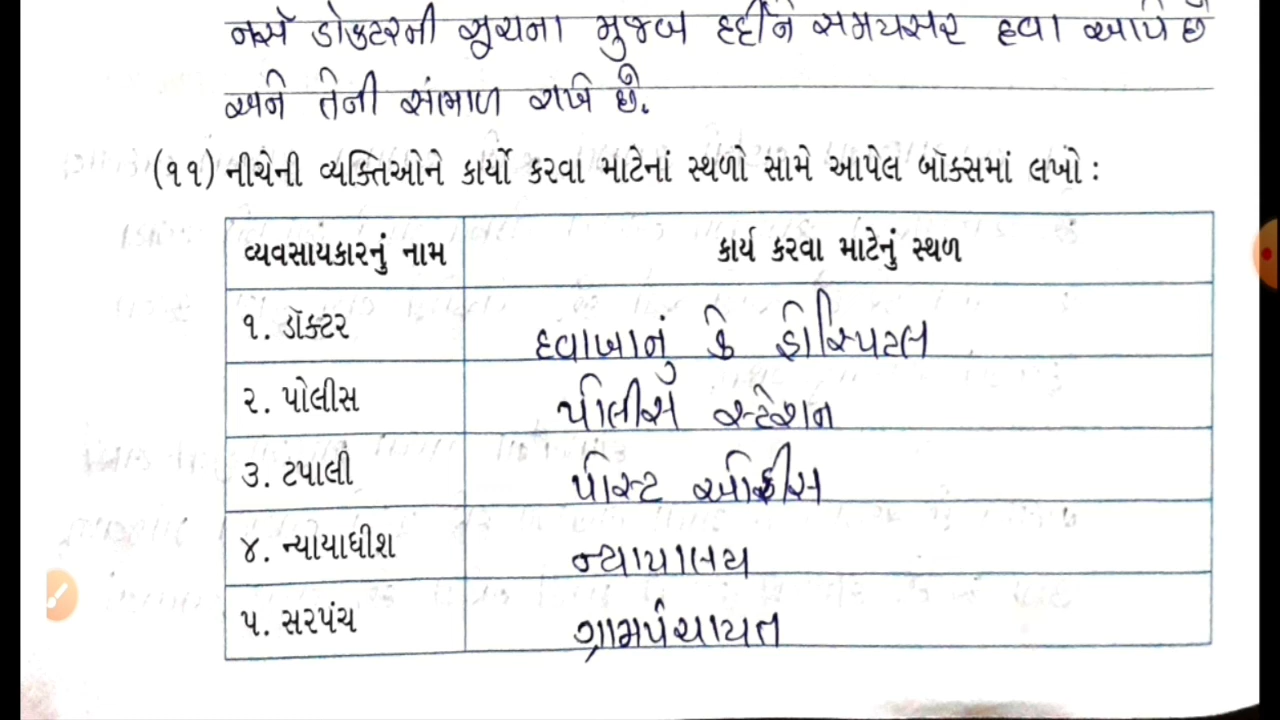 નર્સ ડોક્ટરની સૂચના મુજબ દર્દીને સમયસર દવા આપે છે
અને તેની સંભાળ રાખે છે.
(૧૧) નીચેની વ્યક્તિઓને કાર્યો કરવા માટેનાં સ્થળો સામે આપેલ બૉક્સમાં લખો :
વ્યવસાયકારનું નામ કાર્ય કરવા માટેનું સ્થળ
૧. ડૉક્ટર દવાખાનું કે હોસ્પિટલ
૨. પોલીસ પોલીસ સ્ટેશન
૩. ટપાલી પોસ્ટ ઓફીસ
૪. ન્યાયાધીશ ન્યાયાલય
૫. સરપંચ ગ્રામપંચાયત